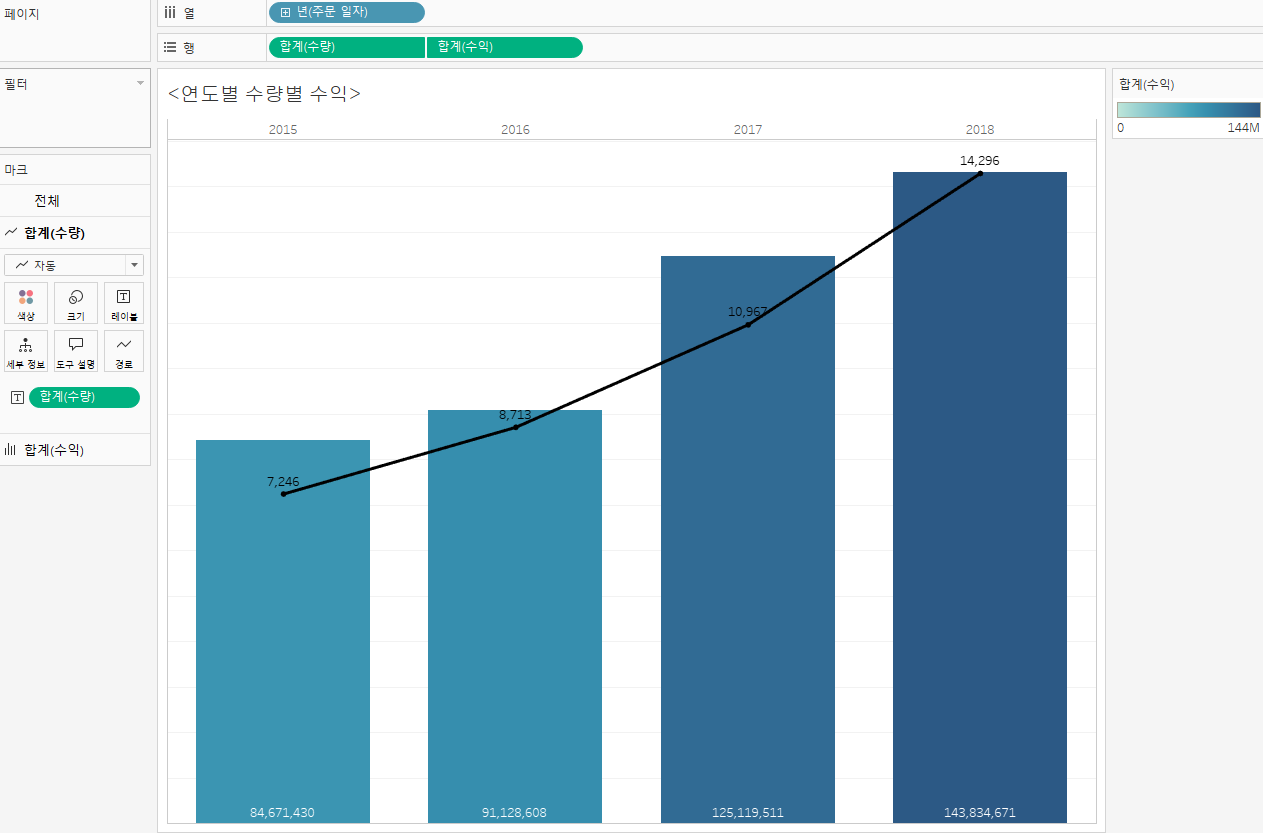 페이지
열
년(주문 일자)
행
합계(수량)
합계(수익)
필터
마크
전체
합계(수량)
자동
색상
크기
레이블
세부 정보
도구 설명
경로
합계(수량)
합계(수익)
<연도별 수량별 수익>
2015
2016
2017
2018
7,246
8,713
10,967
14,296
84,671,430
91,128,608
125,119,511
143,834,671
합계(수익)
0
144M